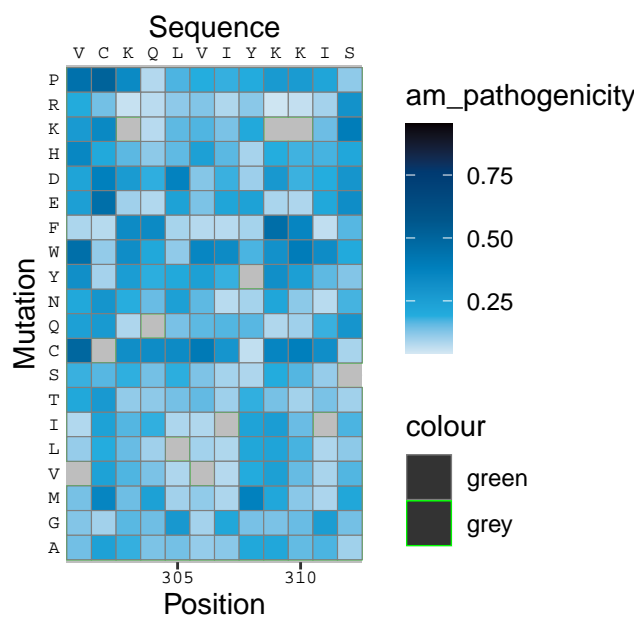 Sequence
V C K Q L V I Y K K I S
P
R
K
H
D
E
F
W
Y
N
Q
C
S
T
I
L
V
M
G
A
Mutation
305 310
Position
am_pathogenicity
0.75
0.50
0.25
colour
green
grey